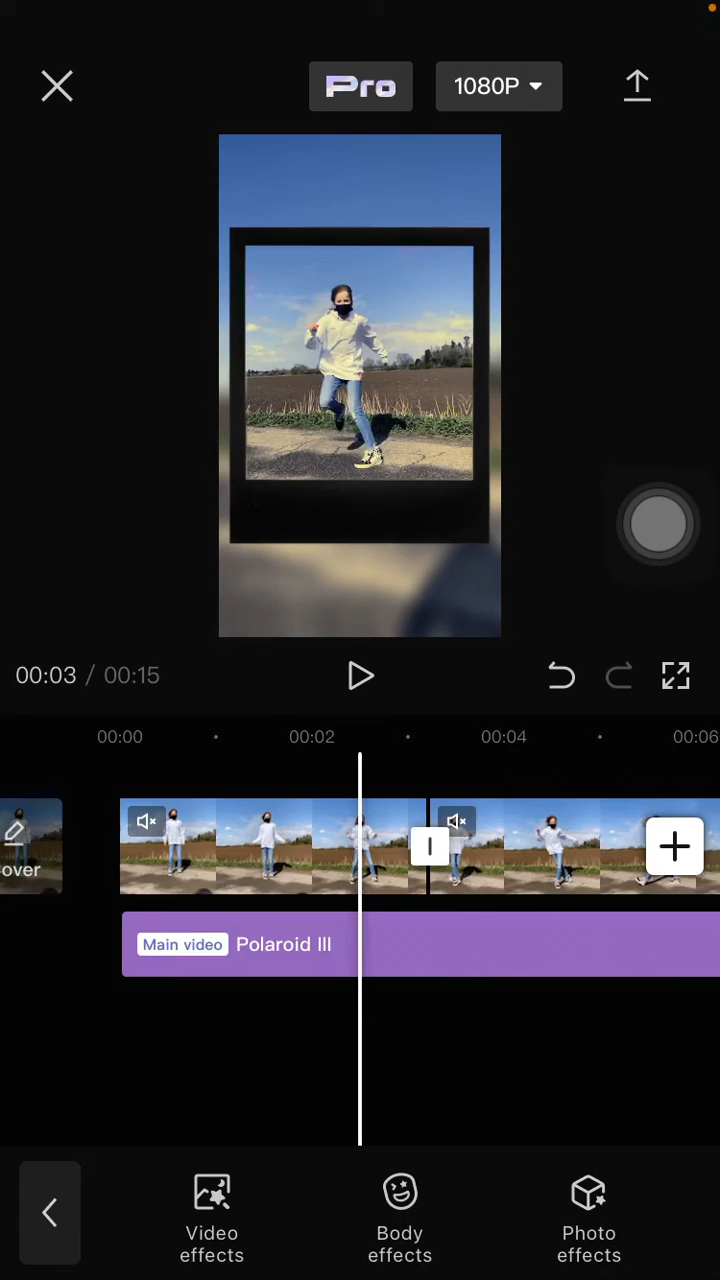 Pro 1080P
00:03 / 00:15
00:00 00:02 00:04 00:06
over
Main video Polaroid III
Video effects
Body effects
Photo effects